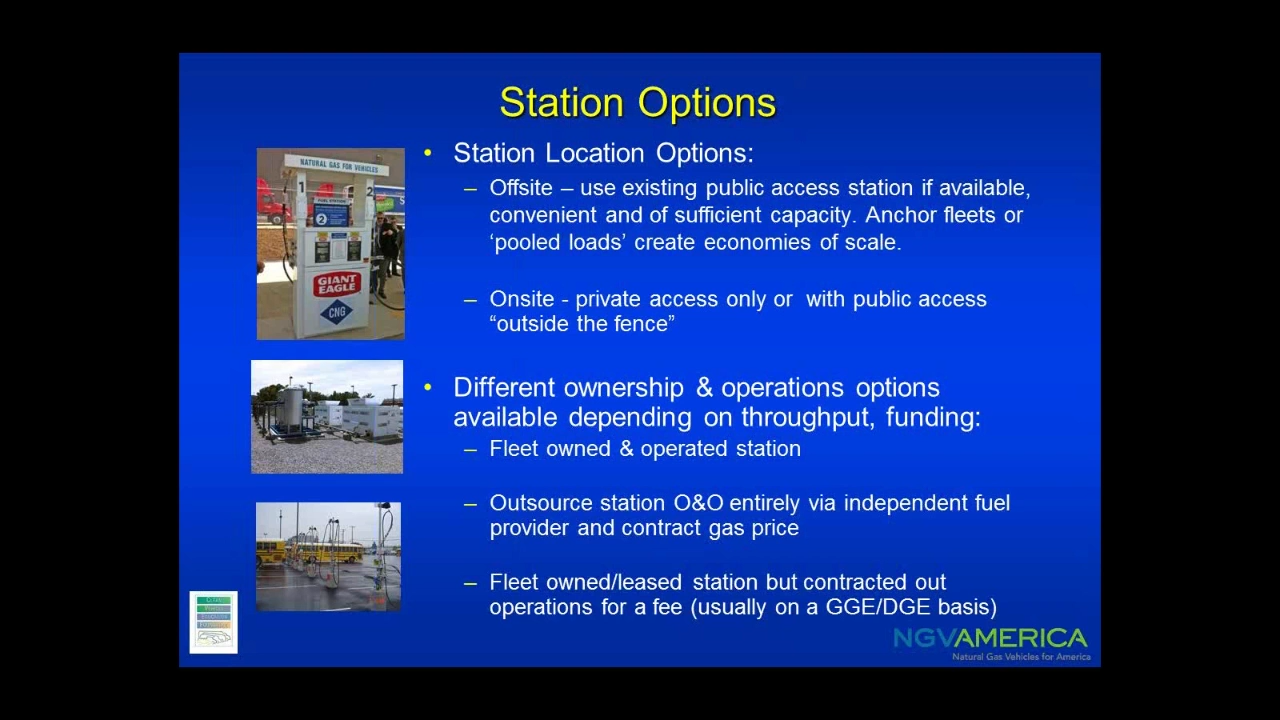 Station Options
• Station Location Options:
– Offsite – use existing public access station if available,
convenient and of sufficient capacity. Anchor fleets or
‘pooled loads’ create economies of scale.
– Onsite - private access only or with public access
“outside the fence”
• Different ownership & operations options
available depending on throughput, funding:
– Fleet owned & operated station
– Outsource station O&O entirely via independent fuel
provider and contract gas price
– Fleet owned/leased station but contracted out
operations for a fee (usually on a GGE/DGE basis)
NATURAL GAS FOR VEHICLES
1
2
2
GIANT
EAGLE
CNG
NGVAMERICA
Natural Gas Vehicles for America